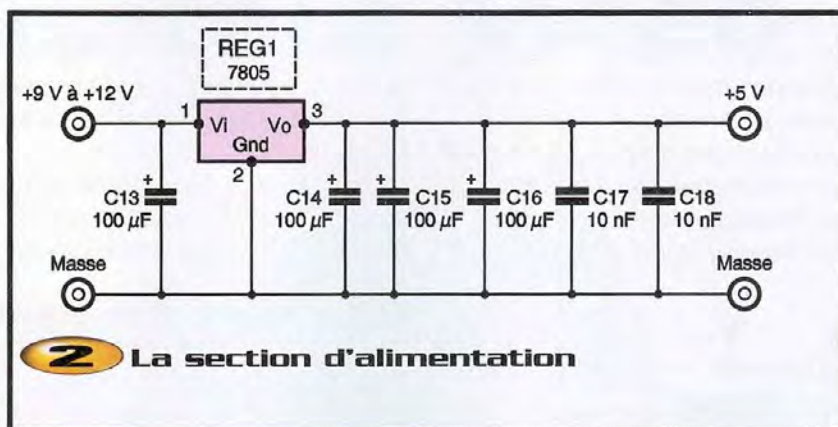 REG1
7805
+9 V à +12 V
+5 V
1
3
Vi
Vo
Gnd
2
C13
100 µF
C14
100 µF
C15
100 µF
C16
100 µF
C17
10 nF
C18
10 nF
+
+
+
+
Masse
Masse
2 La section d'alimentation